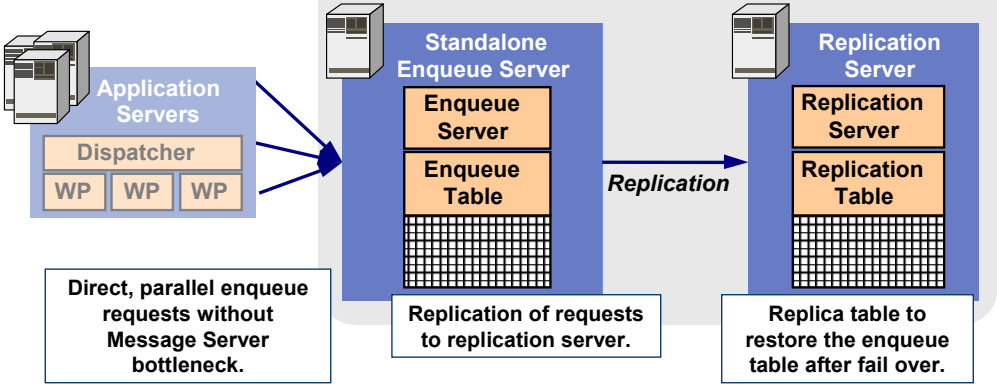 Application
Servers
Dispatcher
WP WP WP
Direct, parallel enqueue
requests without
Message Server
bottleneck.
Standalone
Enqueue Server
Enqueue
Server
Enqueue
Table
Replication of requests
to replication server.
Replication
Replication
Server
Replication
Server
Replication
Table
Replica table to
restore the enqueue
table after fail over.